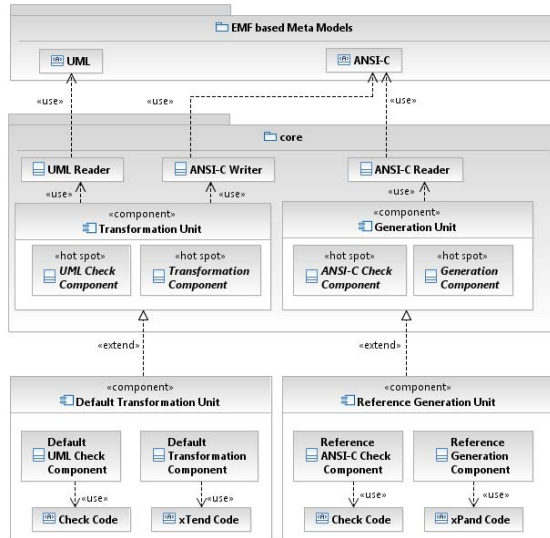 EMF based Meta Models
UML
ANSI-C
«use»
«use»
«use»
core
UML Reader
ANSI-C Writer
ANSI-C Reader
«use»
«use»
«use»
«component»
Transformation Unit
«component»
Generation Unit
«hot spot»
UML Check
Component
«hot spot»
Transformation
Component
«hot spot»
ANSI-C Check
Component
«hot spot»
Generation
Component
«extend»
«extend»
«component»
Default Transformation Unit
«component»
Reference Generation Unit
Default
UML Check
Component
Default
Transformation
Component
Reference
ANSI-C Check
Component
Reference
Generation
Component
«use»
«use»
«use»
«use»
Check Code
xTend Code
Check Code
xPand Code